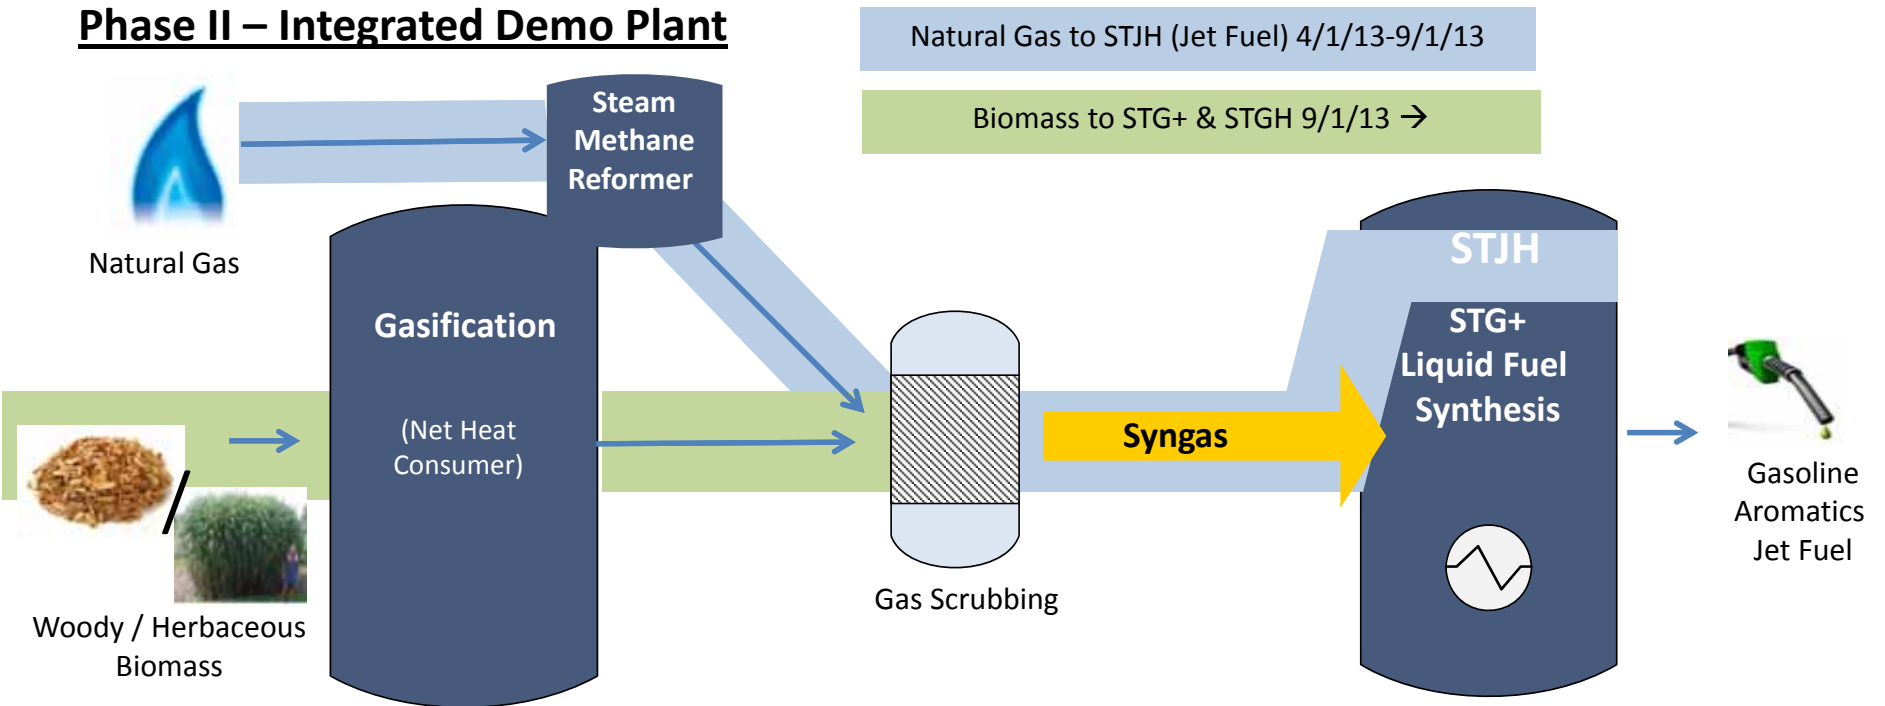 Phase II – Integrated Demo Plant
Natural Gas to STJH (Jet Fuel) 4/1/13-9/1/13
Biomass to STG+ & STGH 9/1/13 →
Steam
Methane
Reformer
Natural Gas
Gasification
(Net Heat
Consumer)
/
Woody / Herbaceous
Biomass
Gas Scrubbing
Syngas
STJH
STG+
Liquid Fuel
Synthesis
Gasoline
Aromatics
Jet Fuel